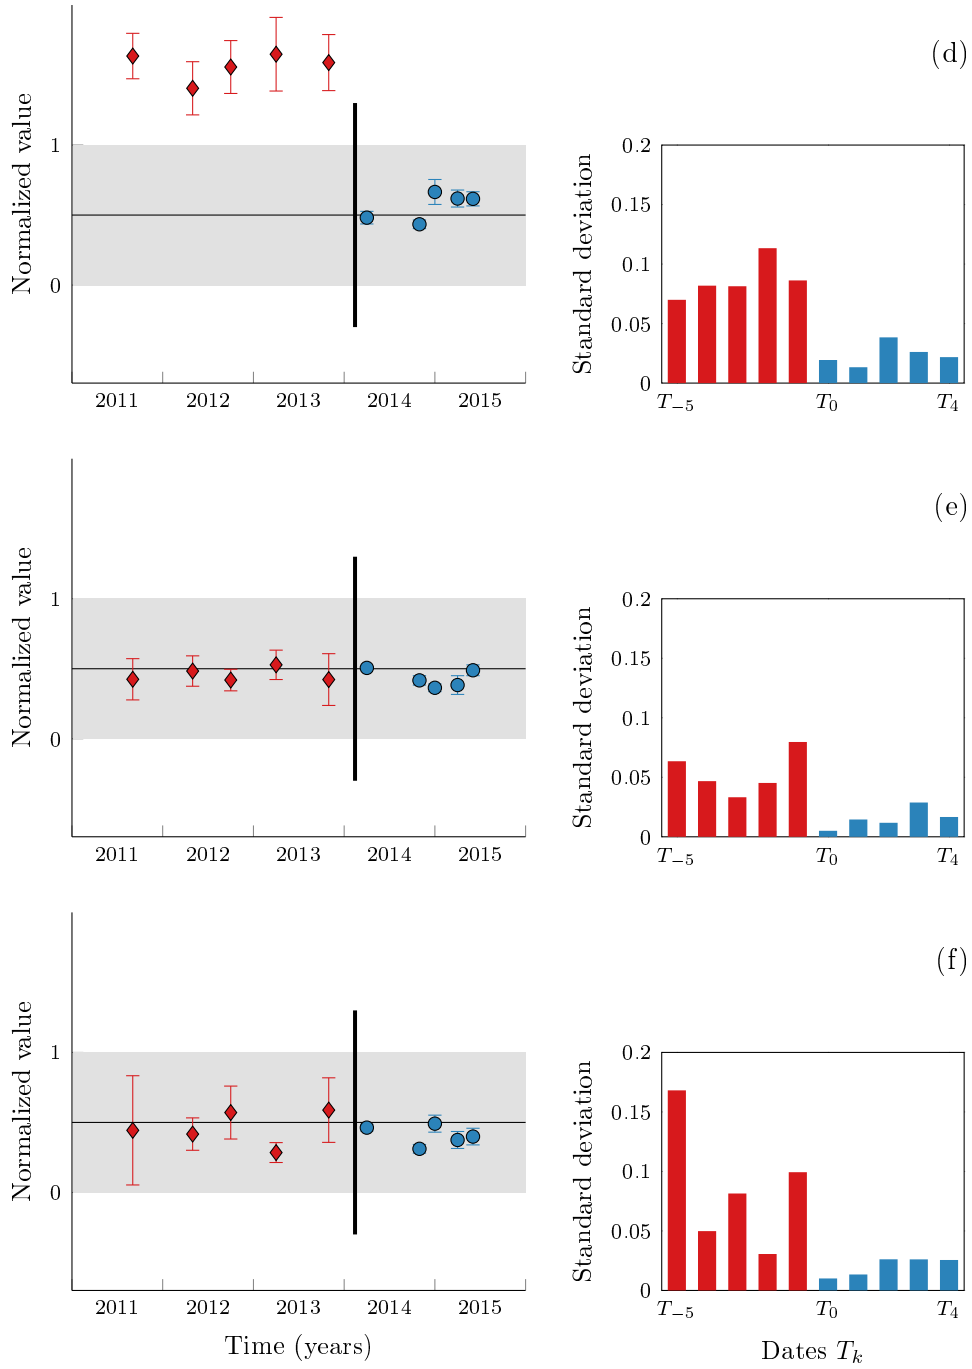 (d)
Normalized value
1
0
2011 2012 2013 2014 2015
Standard deviation
0.2
0.15
0.1
0.05
0
T₋₅ T₀ T₄
(e)
Normalized value
1
0
2011 2012 2013 2014 2015
Standard deviation
0.2
0.15
0.1
0.05
0
T₋₅ T₀ T₄
(f)
Normalized value
1
0
2011 2012 2013 2014 2015
Time (years)
Standard deviation
0.2
0.15
0.1
0.05
0
T₋₅ T₀ T₄
Dates Tₖ